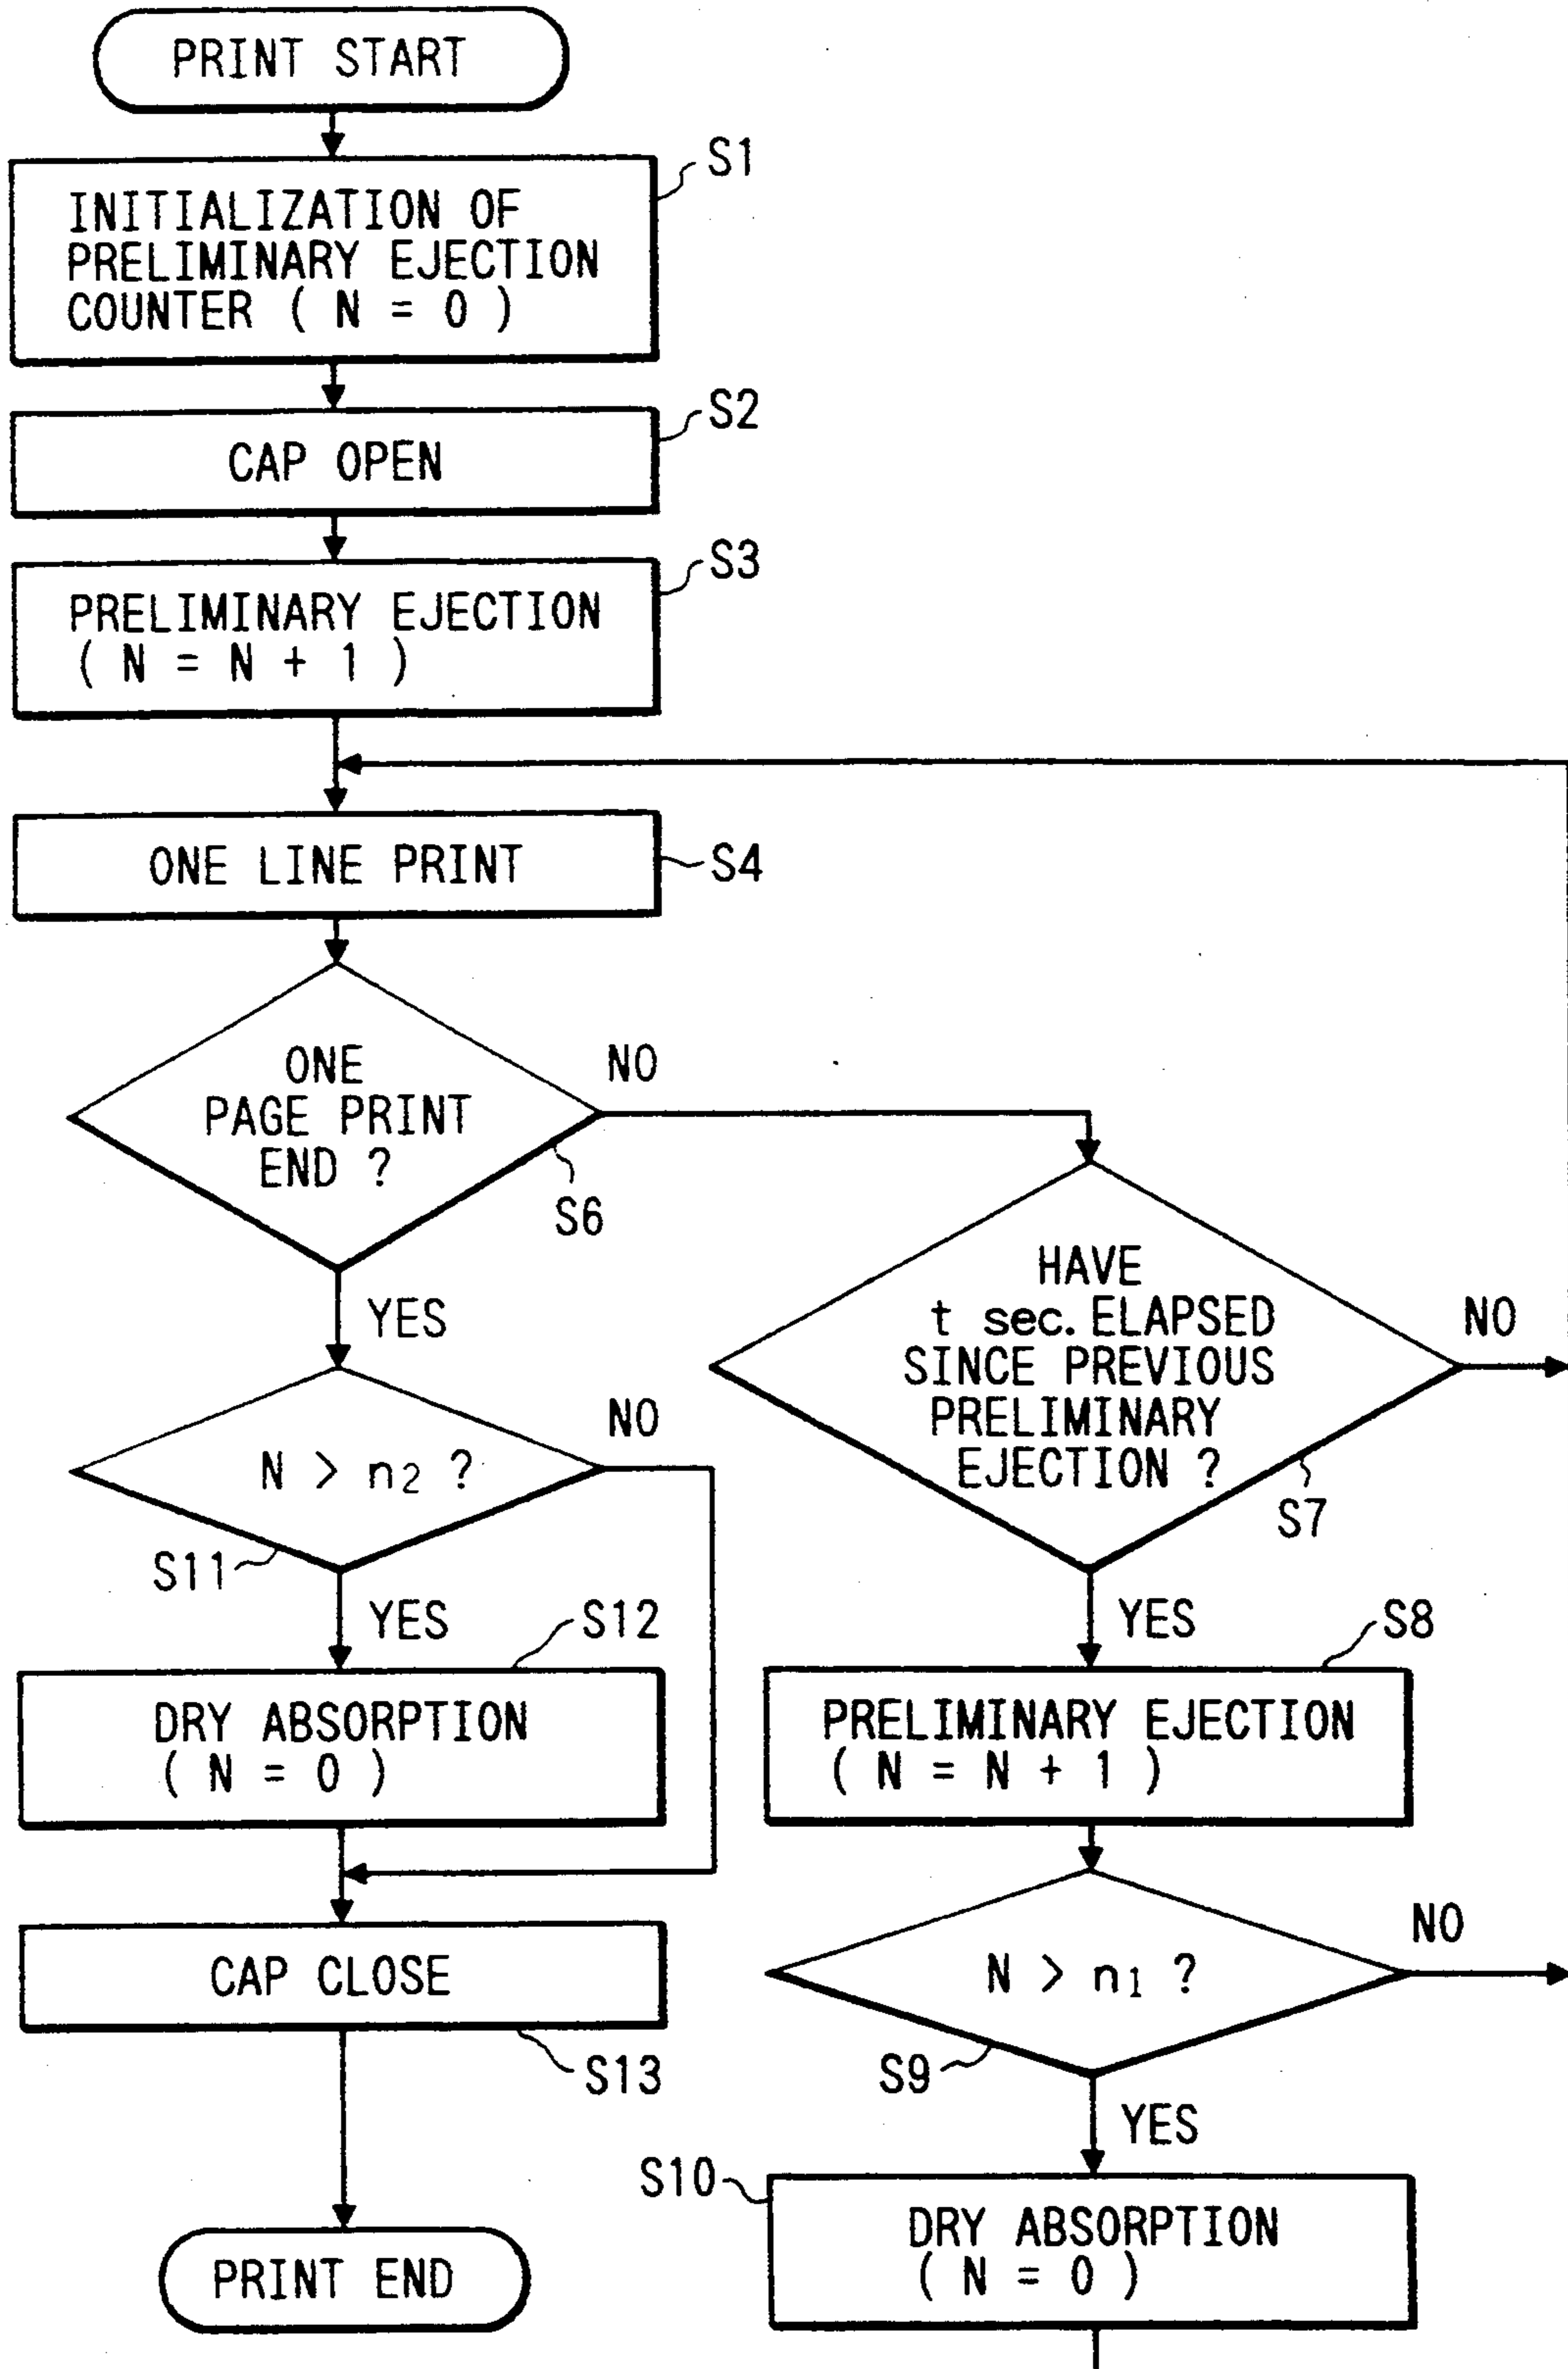 PRINT START
S1
INITIALIZATION OF
PRELIMINARY EJECTION
COUNTER ( N = 0 )
S2
CAP OPEN
S3
PRELIMINARY EJECTION
( N = N + 1 )
ONE LINE PRINT
S4
ONE
PAGE PRINT
END ?
NO
S6
YES
HAVE
t sec. ELAPSED
SINCE PREVIOUS
PRELIMINARY
EJECTION ?
NO
S7
YES
N > n2 ?
NO
S11
YES
S12
DRY ABSORPTION
( N = 0 )
S8
PRELIMINARY EJECTION
( N = N + 1 )
CAP CLOSE
S13
N > n1 ?
NO
S9
YES
S10
DRY ABSORPTION
( N = 0 )
PRINT END